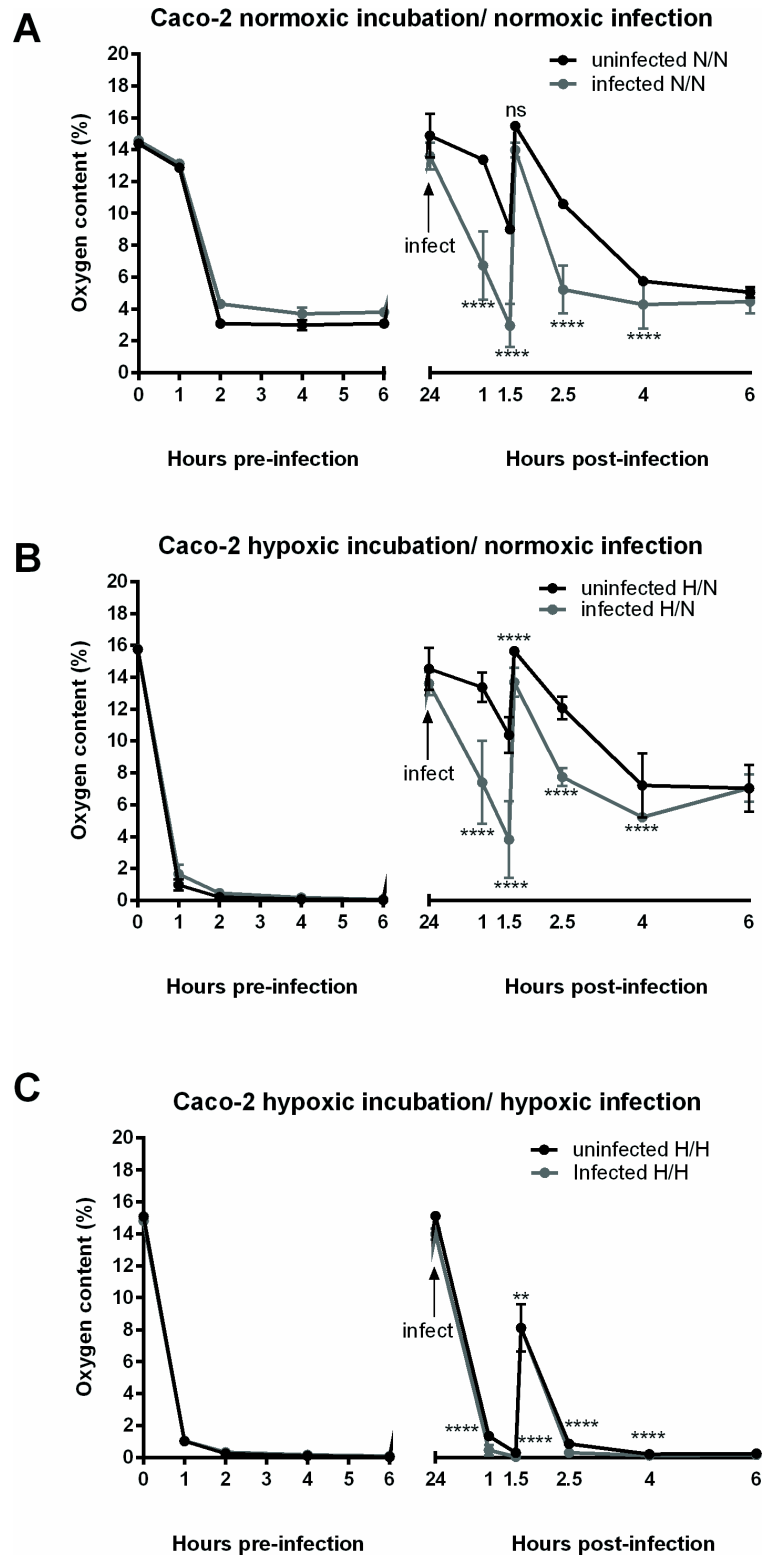 A
Caco-2 normoxic incubation/ normoxic infection
uninfected N/N
infected N/N
Oxygen content (%)
20
18
16
14
12
10
8
6
4
2
0
ns
infect
****
****
****
****
0 1 2 3 4 5 6 24 1 1.5 2.5 4 6
Hours pre-infection Hours post-infection
B
Caco-2 hypoxic incubation/ normoxic infection
uninfected H/N
infected H/N
Oxygen content (%)
20
18
16
14
12
10
8
6
4
2
0
****
infect
****
****
****
****
0 1 2 3 4 5 6 24 1 1.5 2.5 4 6
Hours pre-infection Hours post-infection
C
Caco-2 hypoxic incubation/ hypoxic infection
uninfected H/H
Infected H/H
Oxygen content (%)
20
18
16
14
12
10
8
6
4
2
0
**
infect
**** **** **** ****
0 1 2 3 4 5 6 24 1 1.5 2.5 4 6
Hours pre-infection Hours post-infection